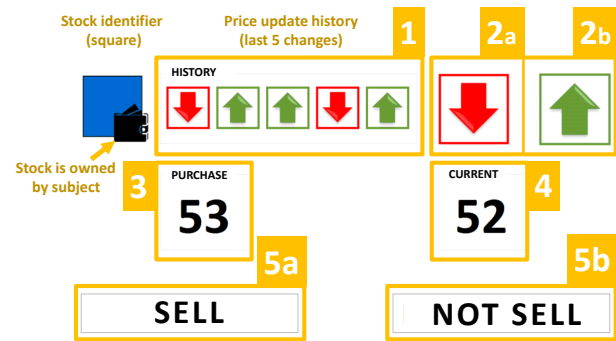 Stock identifier
(square)
Price update history
(last 5 changes)
1
2a
2b
HISTORY
Stock is owned
by subject
3
PURCHASE
53
CURRENT
52
4
5a
5b
SELL
NOT SELL